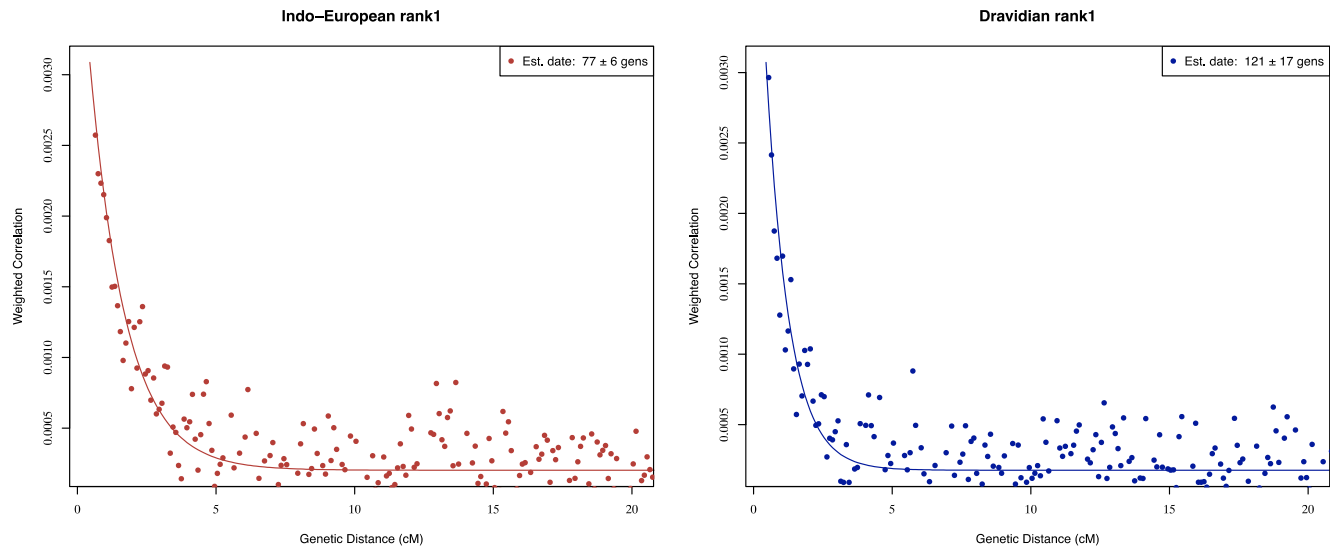 Indo−European rank1
Est. date: 77 ± 6 gens
Weighted Correlation
0.0030
0.0025
0.0020
0.0015
0.0010
0.0005
0
5
10
15
20
Genetic Distance (cM)
Dravidian rank1
Est. date: 121 ± 17 gens
Weighted Correlation
0.0030
0.0025
0.0020
0.0015
0.0010
0.0005
0
5
10
15
20
Genetic Distance (cM)